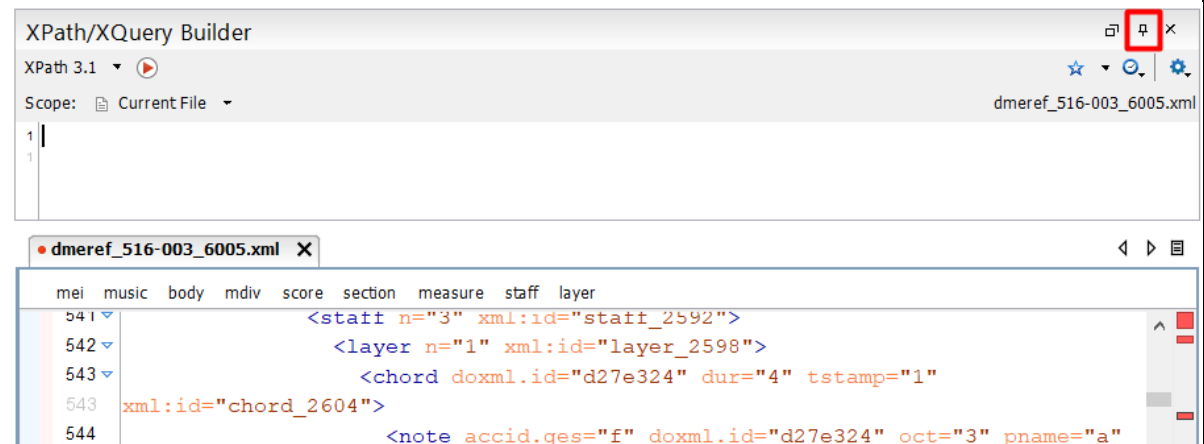 XPath/XQuery Builder
XPath 3.1
Scope: Current File dmeref_516-003_6005.xml
1
1
dmeref_516-003_6005.xml
mei music body mdiv score section measure staff layer
541 <staff n="3" xml:id="staff_2592">
542 <layer n="1" xml:id="layer_2598">
543 <chord doxml.id="d27e324" dur="4" tstamp="1"
543 xml:id="chord_2604">
544 <note accid.ges="f" doxml.id="d27e324" oct="3" pname="a"